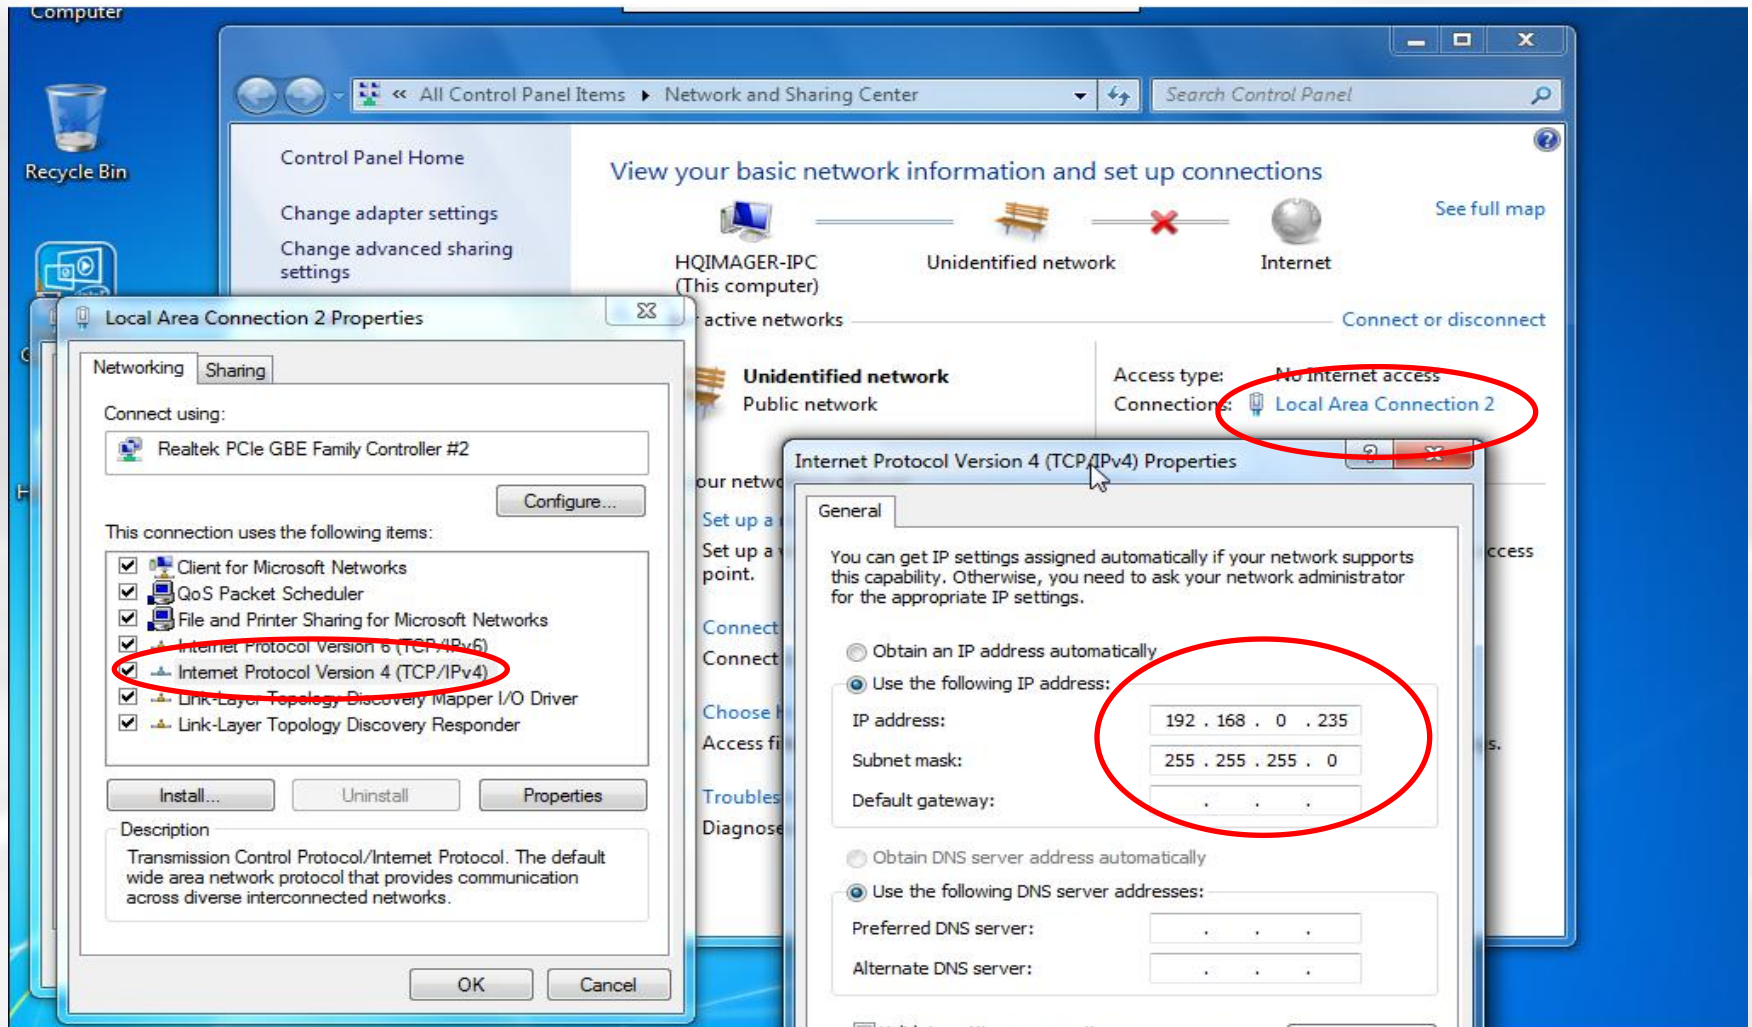 Computer
Recycle Bin
« All Control Panel Items ▸ Network and Sharing Center
Search Control Panel
Control Panel Home
Change adapter settings
Change advanced sharing
settings
View your basic network information and set up connections
See full map
HQIMAGER-IPC
(This computer)
Unidentified network
Internet
active networks
Connect or disconnect
Unidentified network
Public network
Access type:
No Internet access
Connections:
Local Area Connection 2
our netwo
Set up a
Set up a
ccess
point.
Connect
Connect
Choose
Access fi
s.
Troubles
Diagnose
Local Area Connection 2 Properties
Networking
Sharing
Connect using:
Realtek PCIe GBE Family Controller #2
Configure...
This connection uses the following items:
Client for Microsoft Networks
QoS Packet Scheduler
File and Printer Sharing for Microsoft Networks
Internet Protocol Version 6 (TCP/IPv6)
Internet Protocol Version 4 (TCP/IPv4)
Link-Layer Topology Discovery Mapper I/O Driver
Link-Layer Topology Discovery Responder
Install...
Uninstall
Properties
Description
Transmission Control Protocol/Internet Protocol. The default
wide area network protocol that provides communication
across diverse interconnected networks.
OK
Cancel
Internet Protocol Version 4 (TCP/IPv4) Properties
General
You can get IP settings assigned automatically if your network supports
this capability. Otherwise, you need to ask your network administrator
for the appropriate IP settings.
Obtain an IP address automatically
Use the following IP address:
IP address:
192 . 168 . 0 . 235
Subnet mask:
255 . 255 . 255 . 0
Default gateway:
. . .
Obtain DNS server address automatically
Use the following DNS server addresses:
Preferred DNS server:
. . .
Alternate DNS server:
. . .